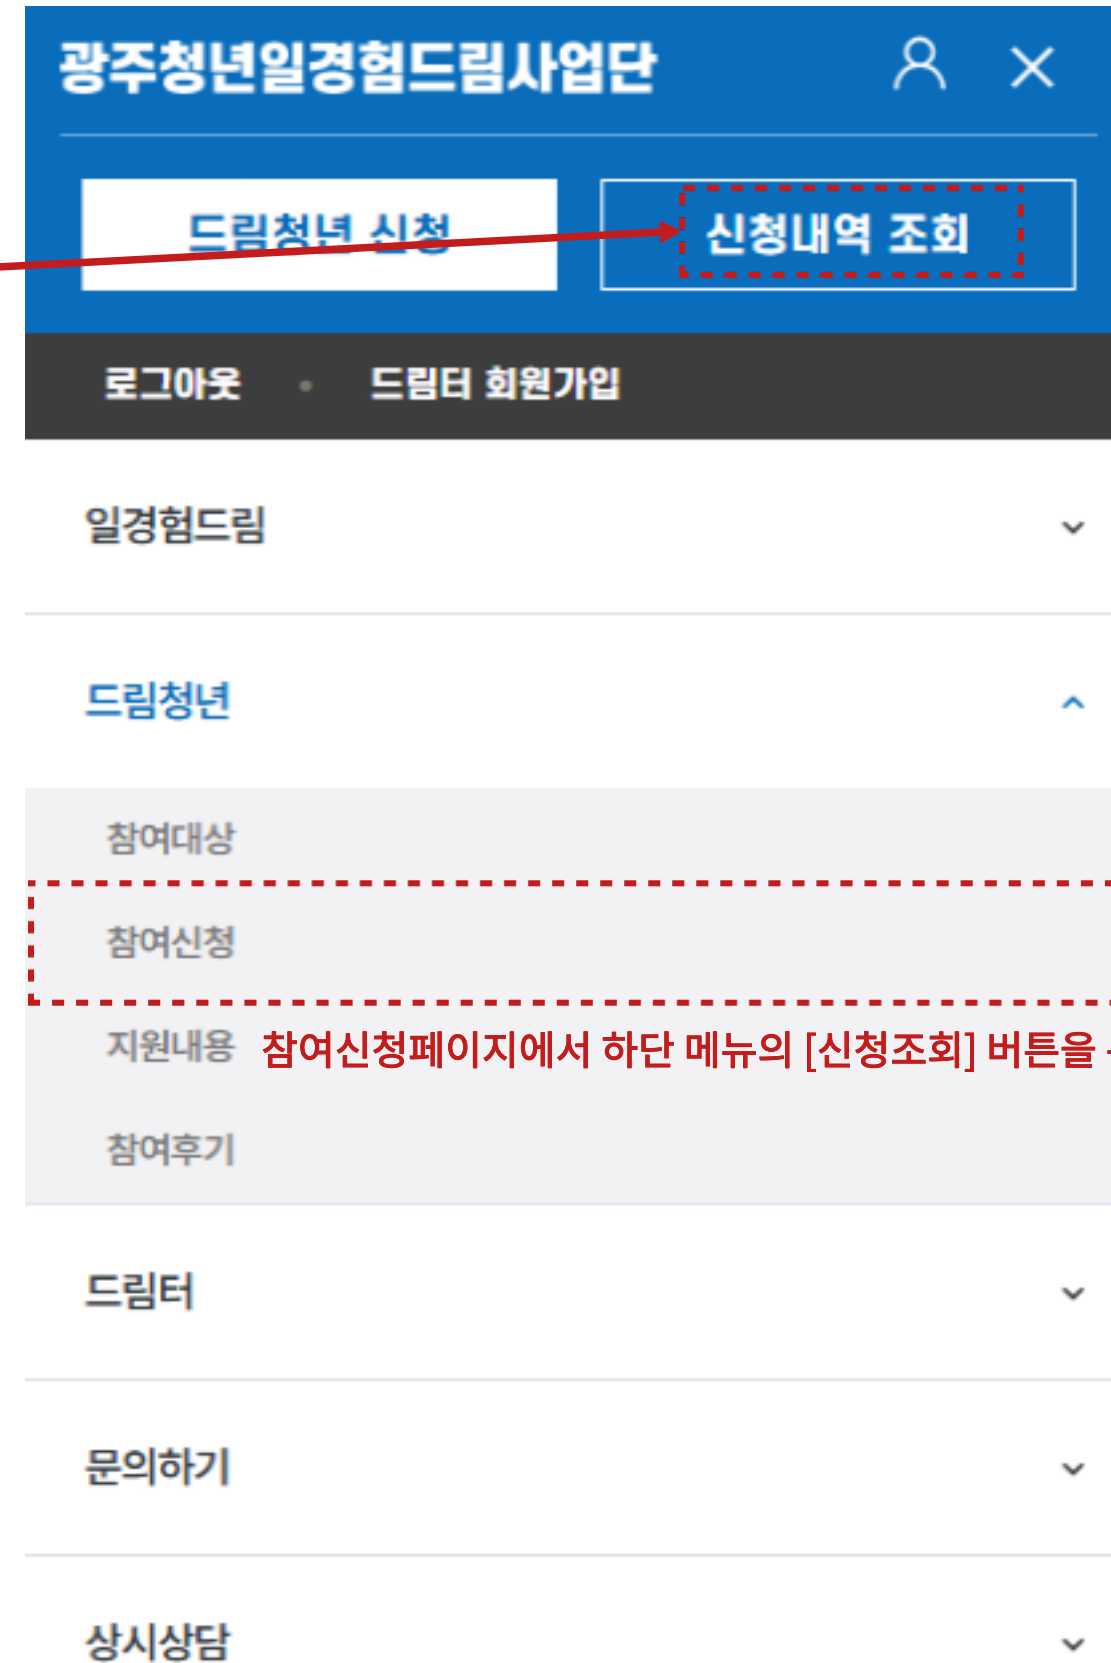 광주청년일경험드림사업단
드림청년 신청
신청내역 조회
로그아웃 • 드림터 회원가입
일경험드림
드림청년
참여대상
참여신청
지원내용
참여신청페이지에서 하단 메뉴의 [신청조회] 버튼을
참여후기
드림터
문의하기
상시상담